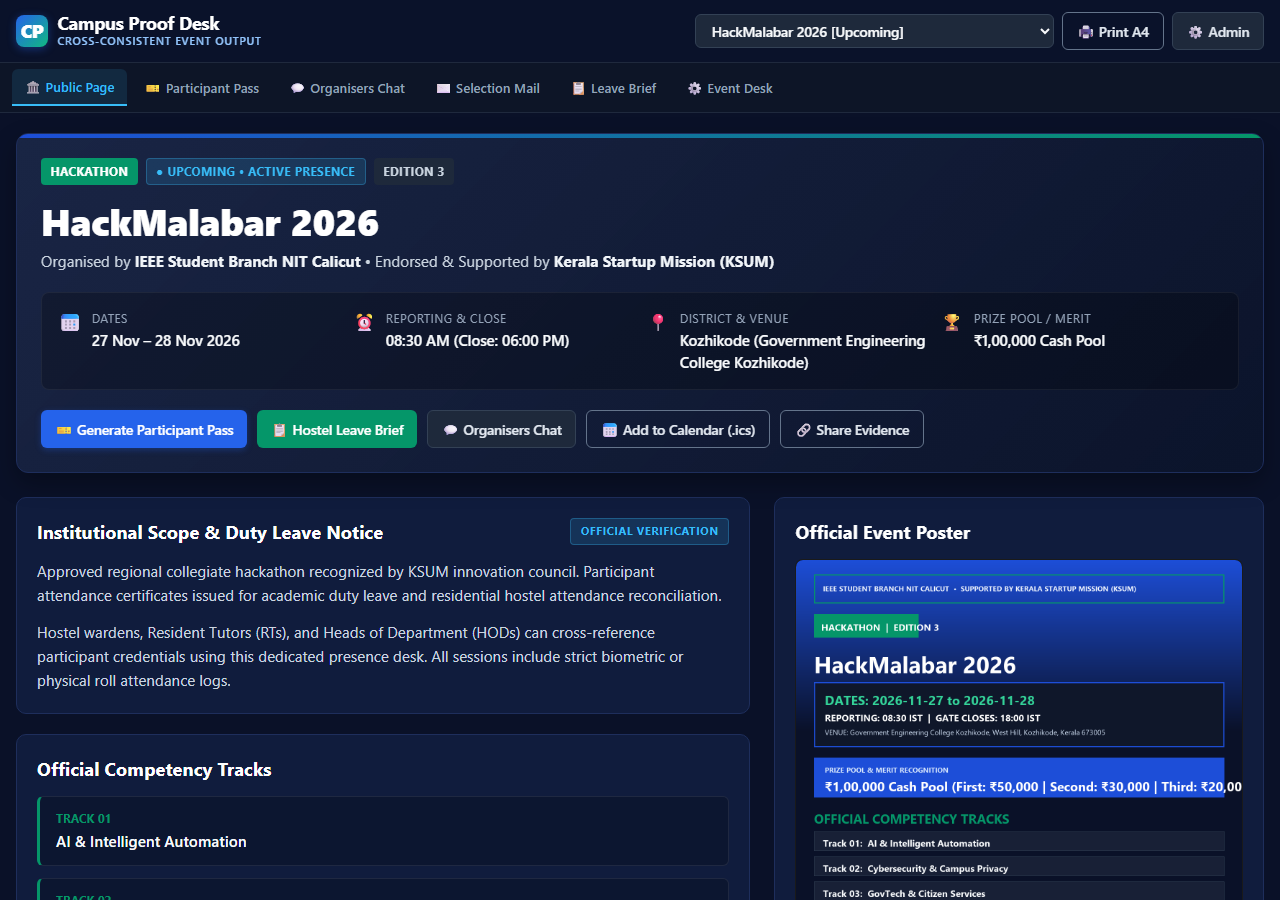 CP
Campus Proof Desk
CROSS-CONSISTENT EVENT OUTPUT
HackMalabar 2026 [Upcoming]
Print A4
Admin
Public Page
Participant Pass
Organisers Chat
Selection Mail
Leave Brief
Event Desk
HACKATHON
● UPCOMING • ACTIVE PRESENCE
EDITION 3
HackMalabar 2026
Organised by IEEE Student Branch NIT Calicut • Endorsed & Supported by Kerala Startup Mission (KSUM)
DATES
27 Nov – 28 Nov 2026
REPORTING & CLOSE
08:30 AM (Close: 06:00 PM)
DISTRICT & VENUE
Kozhikode (Government Engineering
College Kozhikode)
PRIZE POOL / MERIT
₹1,00,000 Cash Pool
Generate Participant Pass
Hostel Leave Brief
Organisers Chat
Add to Calendar (.ics)
Share Evidence
Institutional Scope & Duty Leave Notice
OFFICIAL VERIFICATION
Approved regional collegiate hackathon recognized by KSUM innovation council. Participant
attendance certificates issued for academic duty leave and residential hostel attendance reconciliation.
Hostel wardens, Resident Tutors (RTs), and Heads of Department (HODs) can cross-reference
participant credentials using this dedicated presence desk. All sessions include strict biometric or
physical roll attendance logs.
Official Competency Tracks
TRACK 01
AI & Intelligent Automation
TRACK 02
Official Event Poster
IEEE STUDENT BRANCH NIT CALICUT • SUPPORTED BY KERALA STARTUP MISSION (KSUM)
HACKATHON | EDITION 3
HackMalabar 2026
DATES: 2026-11-27 to 2026-11-28
REPORTING: 08:30 IST | GATE CLOSES: 18:00 IST
VENUE: Government Engineering College Kozhikode, West Hill, Kozhikode, Kerala 673005
PRIZE POOL & MERIT RECOGNITION
₹1,00,000 Cash Pool (First: ₹50,000 | Second: ₹30,000 | Third: ₹20,00
OFFICIAL COMPETENCY TRACKS
Track 01: AI & Intelligent Automation
Track 02: Cybersecurity & Campus Privacy
Track 03: GovTech & Citizen Services